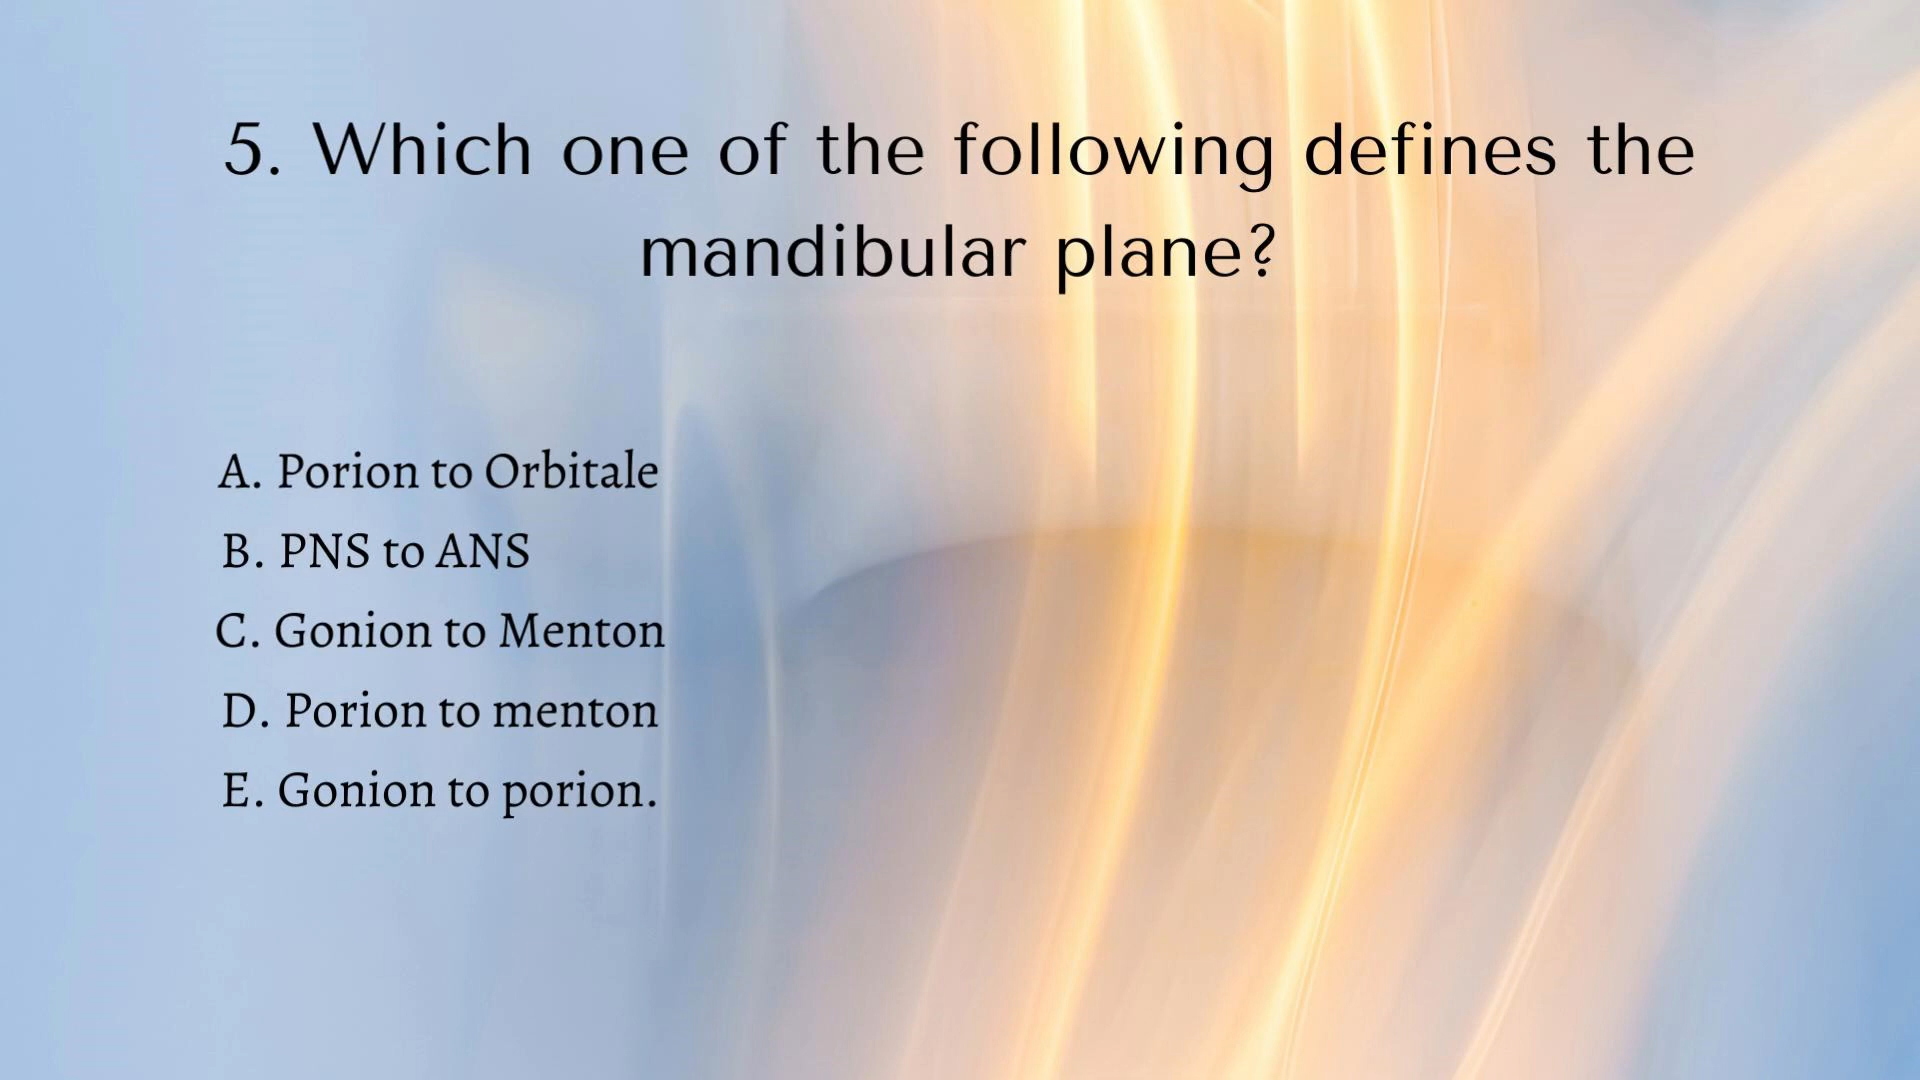 5. Which one of the following defines the
mandibular plane?
A. Porion to Orbitale
B. PNS to ANS
C. Gonion to Menton
D. Porion to menton
E. Gonion to porion.